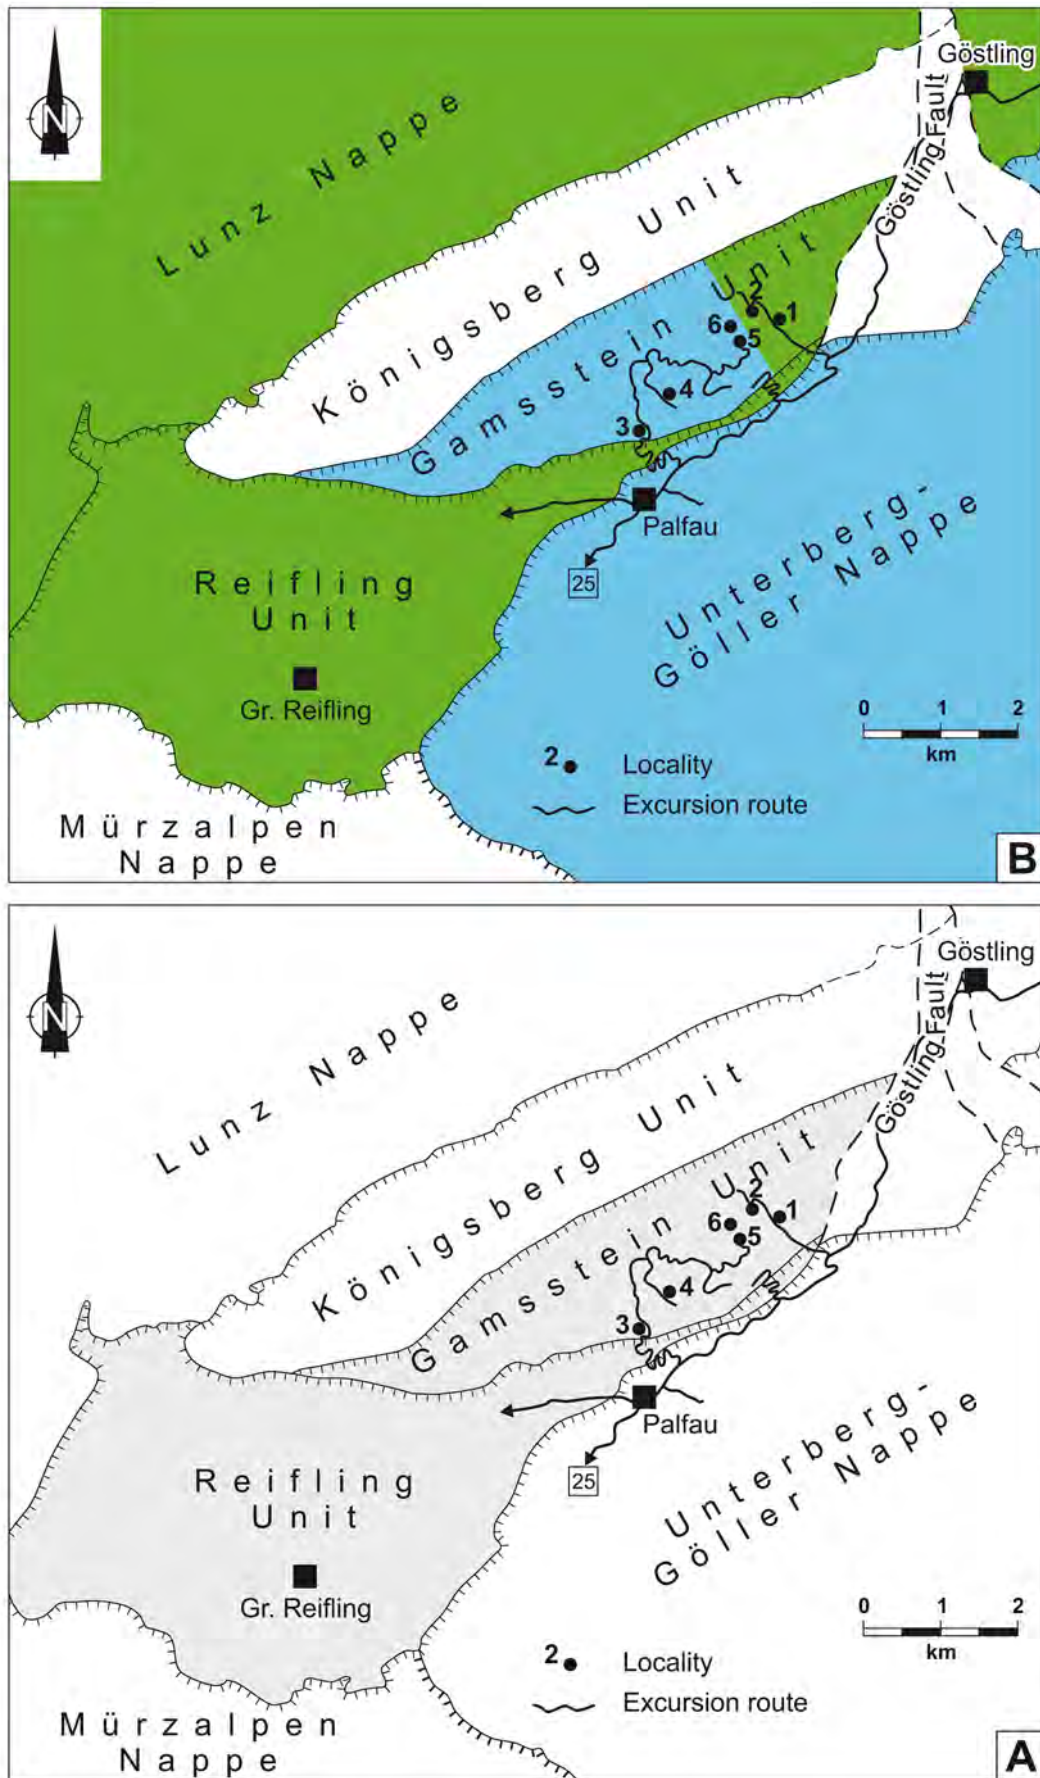 N
Göstling
Göstling Fault
Lunz Nappe
Königsberg Unit
Gamsstein Unit
2
1
6
5
4
3
Palfau
25
Reifling
Unit
Gr. Reifling
Unterberg-
Göller Nappe
0 1 2
km
2 Locality
Excursion route
Mürzalpen
Nappe
B
N
Göstling
Göstling Fault
Lunz Nappe
Königsberg Unit
Gamsstein Unit
2
1
6
5
4
3
Palfau
25
Reifling
Unit
Gr. Reifling
Unterberg-
Göller Nappe
0 1 2
km
2 Locality
Excursion route
Mürzalpen
Nappe
A